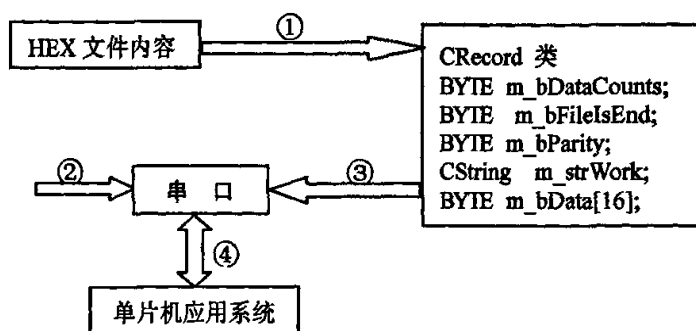 ①
HEX 文件内容
CRecord 类
BYTE m_bDataCounts;
BYTE m_bFileIsEnd;
BYTE m_bParity;
CString m_strWork;
BYTE m_bData[16];
②
串 口
③
④
单片机应用系统